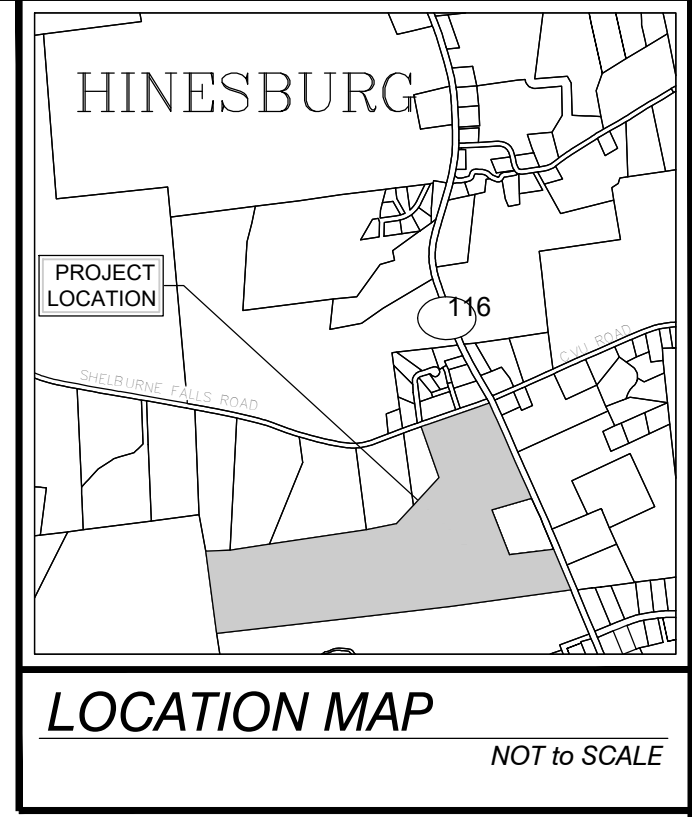 HINESBURG
PROJECT
LOCATION
116
CVU ROAD
SHELBURNE FALLS ROAD
LOCATION MAP
NOT to SCALE